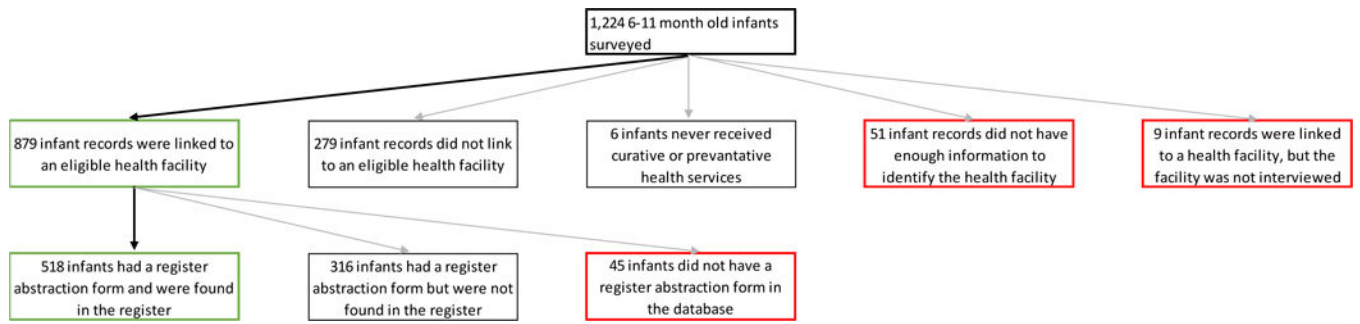 1,224 6-11 month old infants
surveyed
879 infant records were linked to
an eligible health facility
279 infant records did not link
to an eligible health facility
6 infants never received
curative or prevantative
health services
51 infant records did not have
enough information to
identify the health facility
9 infant records were linked
to a health facility, but the
facility was not interviewed
518 infants had a register
abstraction form and were found
in the register
316 infants had a register
abstraction form but were not
found in the register
45 infants did not have a
register abstraction form in
the database